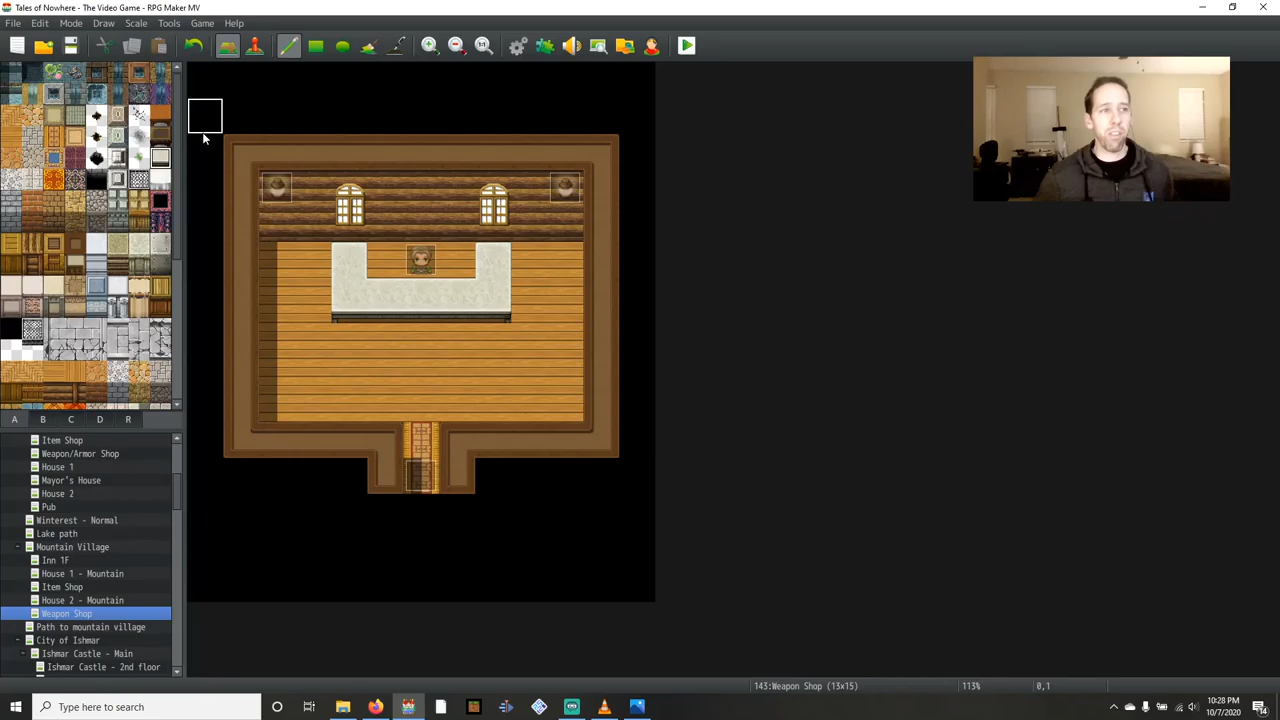 Tales of Nowhere - The Video Game - RPG Maker MV
File Edit Mode Draw Scale Tools Game Help
A B C D R
Item Shop
Weapon/Armor Shop
House 1
Mayor's House
House 2
Pub
Winterest - Normal
Lake path
Mountain Village
Inn 1F
House 1 - Mountain
Item Shop
House 2 - Mountain
Weapon Shop
Path to mountain village
City of Ishmar
Ishmar Castle - Main
Ishmar Castle - 2nd floor
143:Weapon Shop (13x15) 113% 0,1
Type here to search
10:28 PM
10/7/2020